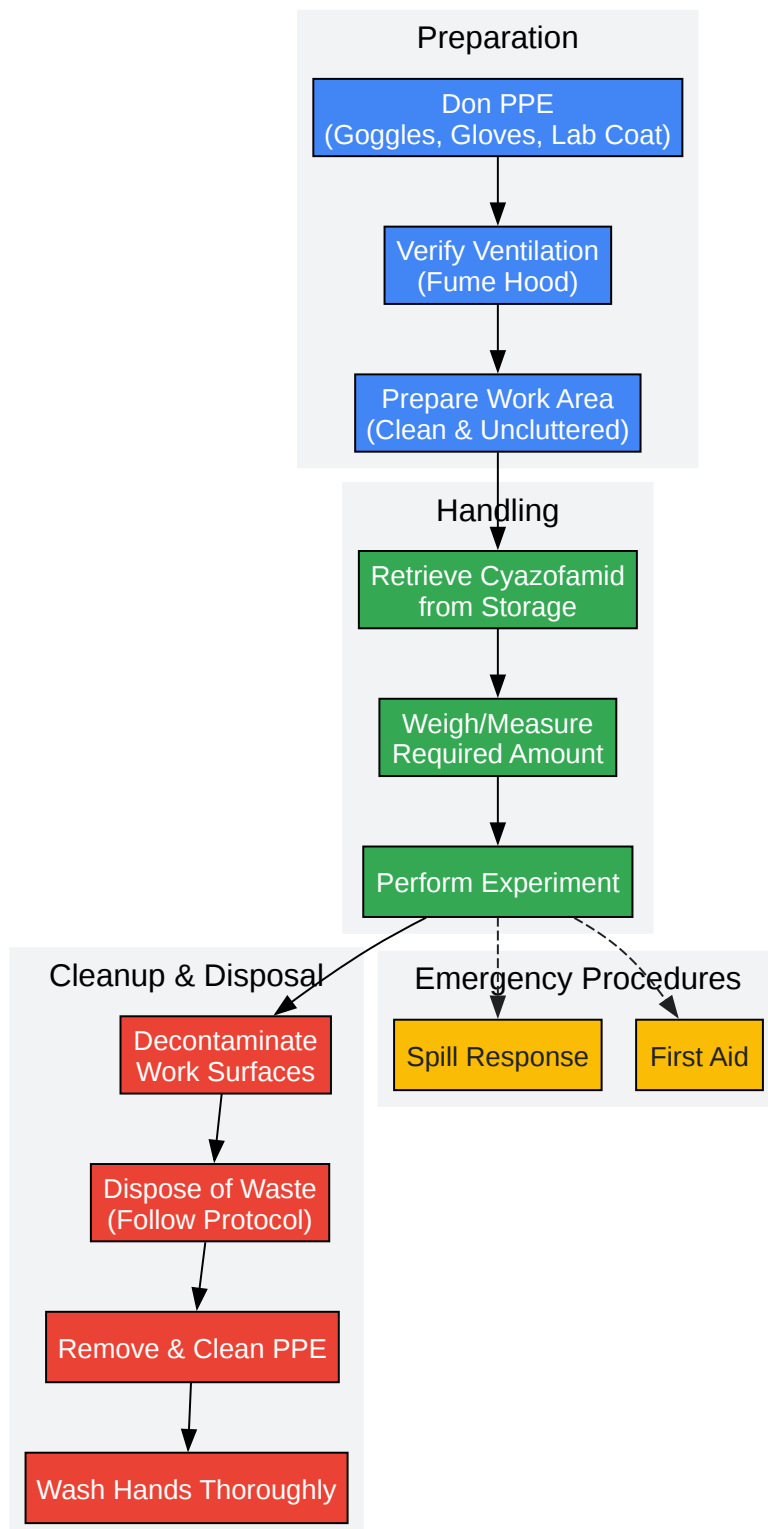 Preparation
Don PPE
(Goggles, Gloves, Lab Coat)
Verify Ventilation
(Fume Hood)
Prepare Work Area
(Clean & Uncluttered)
Handling
Retrieve Cyazofamid
from Storage
Weigh/Measure
Required Amount
Perform Experiment
Cleanup & Disposal
Decontaminate
Work Surfaces
Dispose of Waste
(Follow Protocol)
Remove & Clean PPE
Wash Hands Thoroughly
Emergency Procedures
Spill Response
First Aid